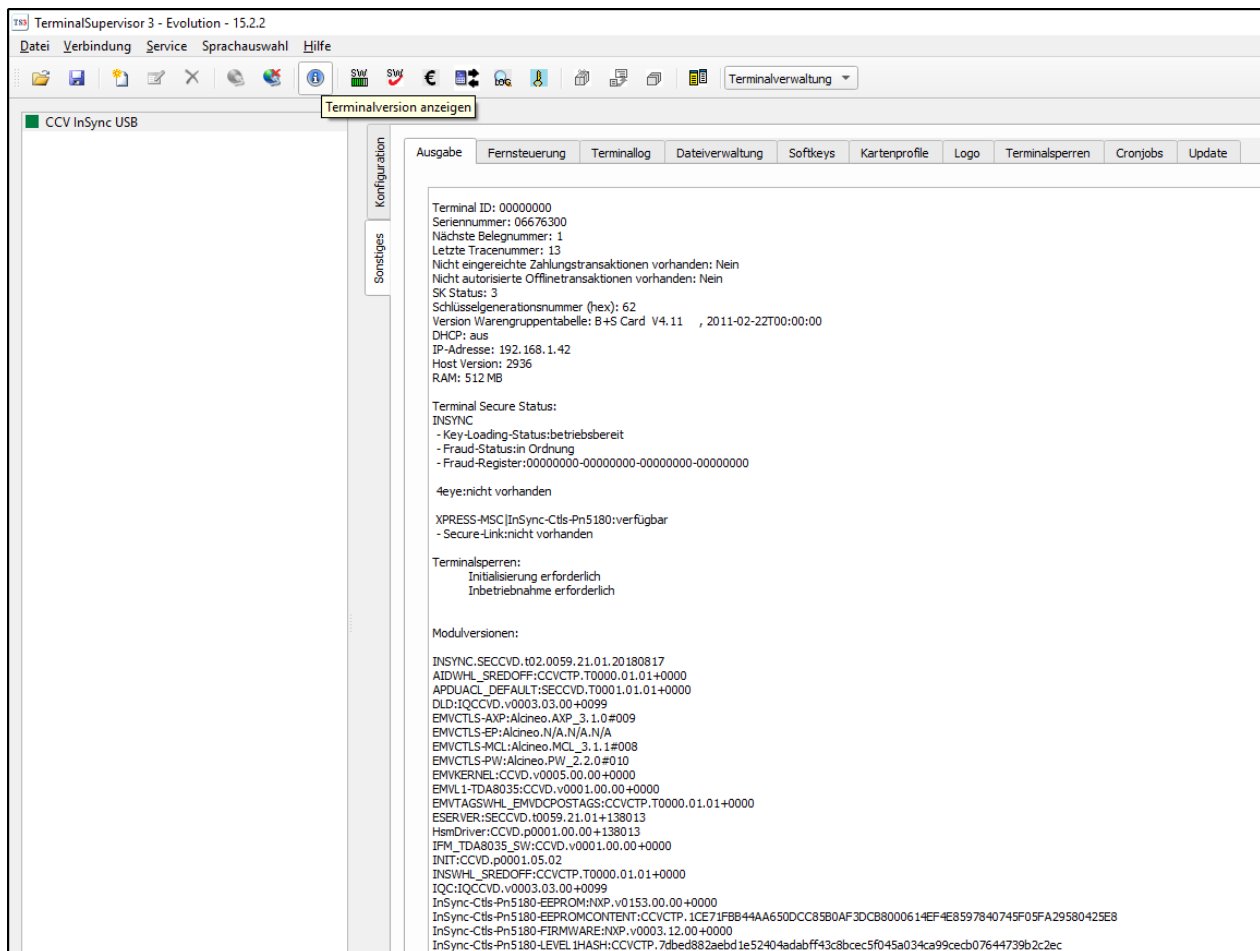 TS3 TerminalSupervisor 3 - Evolution - 15.2.2
Datei Verbindung Service Sprachauswahl Hilfe
SW SW € LOG Terminalverwaltung
Terminalversion anzeigen
CCV InSync USB
Konfiguration
Sonstiges
Ausgabe Fernsteuerung Terminallog Dateiverwaltung Softkeys Kartenprofile Logo Terminalsperren Cronjobs Update
Terminal ID: 00000000
Seriennummer: 06676300
Nächste Belegnummer: 1
Letzte Tracenummer: 13
Nicht eingereichte Zahlungstransaktionen vorhanden: Nein
Nicht autorisierte Offlinetransaktionen vorhanden: Nein
SK Status: 3
Schlüsselgenerationsnummer (hex): 62
Version Warengruppentabelle: B+S Card V4.11 , 2011-02-22T00:00:00
DHCP: aus
IP-Adresse: 192.168.1.42
Host Version: 2936
RAM: 512 MB
Terminal Secure Status:
INSYNC
- Key-Loading-Status:betriebsbereit
- Fraud-Status:in Ordnung
- Fraud-Register:00000000-00000000-00000000-00000000
4eye:nicht vorhanden
XPRESS-MSC|InSync-Ctls-Pn5180:verfügbar
- Secure-Link:nicht vorhanden
Terminalsperren:
Initialisierung erforderlich
Inbetriebnahme erforderlich
Modulversionen:
INSYNC.SECCVD.t02.0059.21.01.20180817
AIDWHL_SREDOFF:CCVCTP.T0000.01.01+0000
APDUACL_DEFAULT:SECCVD.T0001.01.01+0000
DLD:IQCCVD.v0003.03.00+0099
EMVCTLS-AXP:Alcineo.AXP_3.1.0#009
EMVCTLS-EP:Alcineo.N/A.N/A.N/A
EMVCTLS-MCL:Alcineo.MCL_3.1.1#008
EMVCTLS-PW:Alcineo.PW_2.2.0#010
EMVKERNEL:CCVD.v0005.00.00+0000
EMVL1-TDA8035:CCVD.v0001.00.00+0000
EMVTAGSWHL_EMVDCPOSTAGS:CCVCTP.T0000.01.01+0000
ESERVER:SECCVD.t0059.21.01+138013
HsmDriver:CCVD.p0001.00.00+138013
IFM_TDA8035_SW:CCVD.v0001.00.00+0000
INIT:CCVD.p0001.05.02
INSWHL_SREDOFF:CCVCTP.T0000.01.01+0000
IQC:IQCCVD.v0003.03.00+0099
InSync-Ctls-Pn5180-EEPROM:NXP.v0153.00.00+0000
InSync-Ctls-Pn5180-EEPROMCONTENT:CCVCTP.1CE71FBB44AA650DCC85B0AF3DCB8000614EF4E8597840745F05FA29580425E8
InSync-Ctls-Pn5180-FIRMWARE:NXP.v0003.12.00+0000
InSync-Ctls-Pn5180-LEVEL1HASH:CCVCTP.7dbed882aebd1e52404adabff43c8bcec5f045a034ca99cecb07644739b2c2ec